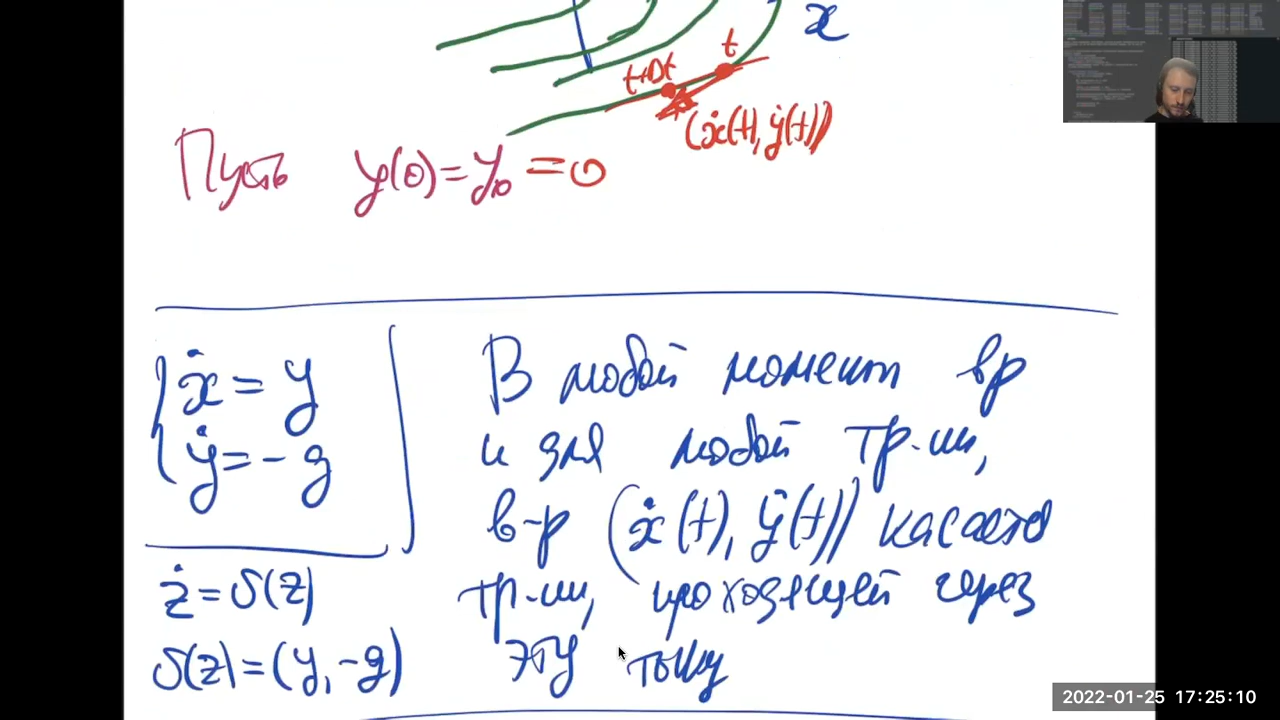 x
t
t+Δt
(ẋ(t), ẏ(t))
Пусть y(0)=y₀=0
{ẋ = y
{ẏ = -g
ż = v(z)
v(z) = (y, -g)
В любой момент вр
и для любой тр-ии,
в-р (ẋ(t), ẏ(t)) касается
тр-ии, проходящей через
эту точку
2022-01-25 17:25:10